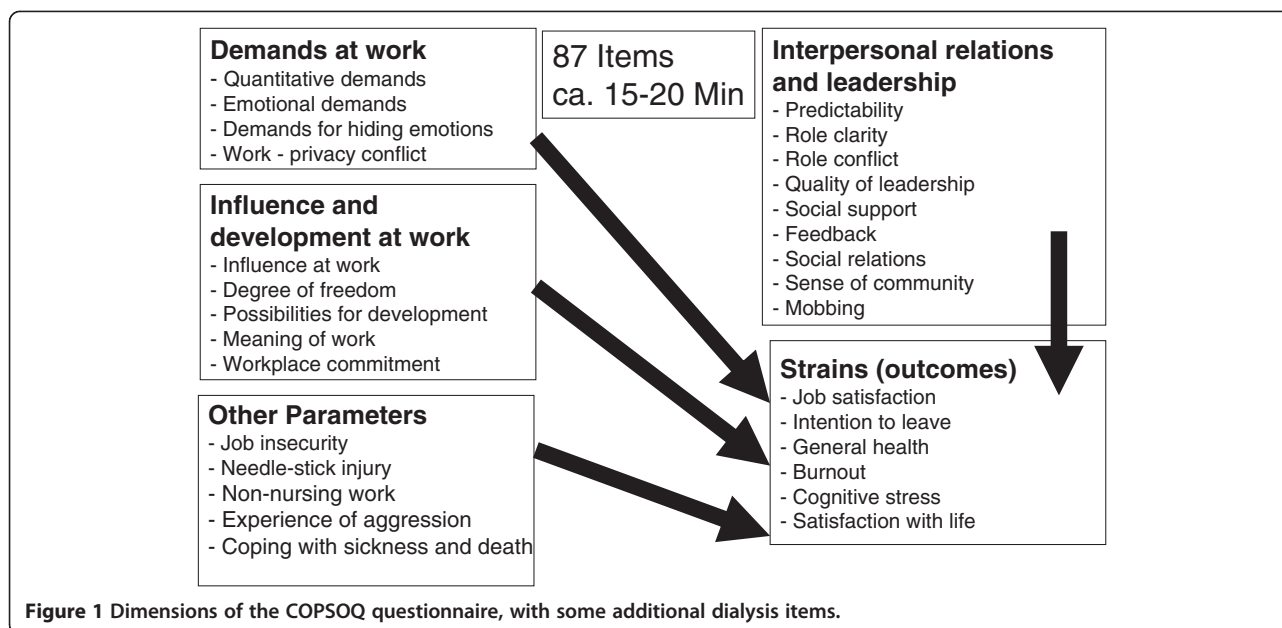 Demands at work
- Quantitative demands
- Emotional demands
- Demands for hiding emotions
- Work - privacy conflict
87 Items
ca. 15-20 Min
Interpersonal relations
and leadership
- Predictability
- Role clarity
- Role conflict
- Quality of leadership
- Social support
- Feedback
- Social relations
- Sense of community
- Mobbing
Influence and
development at work
- Influence at work
- Degree of freedom
- Possibilities for development
- Meaning of work
- Workplace commitment
Strains (outcomes)
- Job satisfaction
- Intention to leave
- General health
- Burnout
- Cognitive stress
- Satisfaction with life
Other Parameters
- Job insecurity
- Needle-stick injury
- Non-nursing work
- Experience of aggression
- Coping with sickness and death
Figure 1 Dimensions of the COPSOQ questionnaire, with some additional dialysis items.